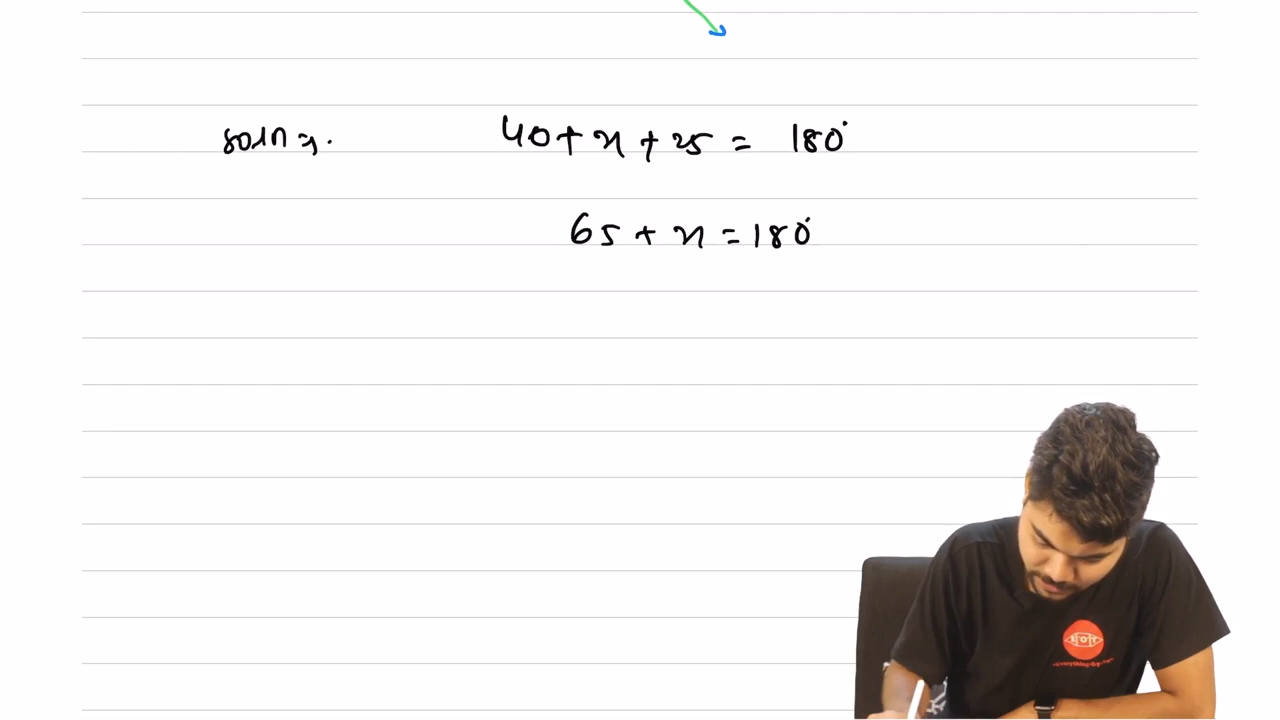 soln ⇒.
40 + x + 25 = 180°
65 + x = 180°